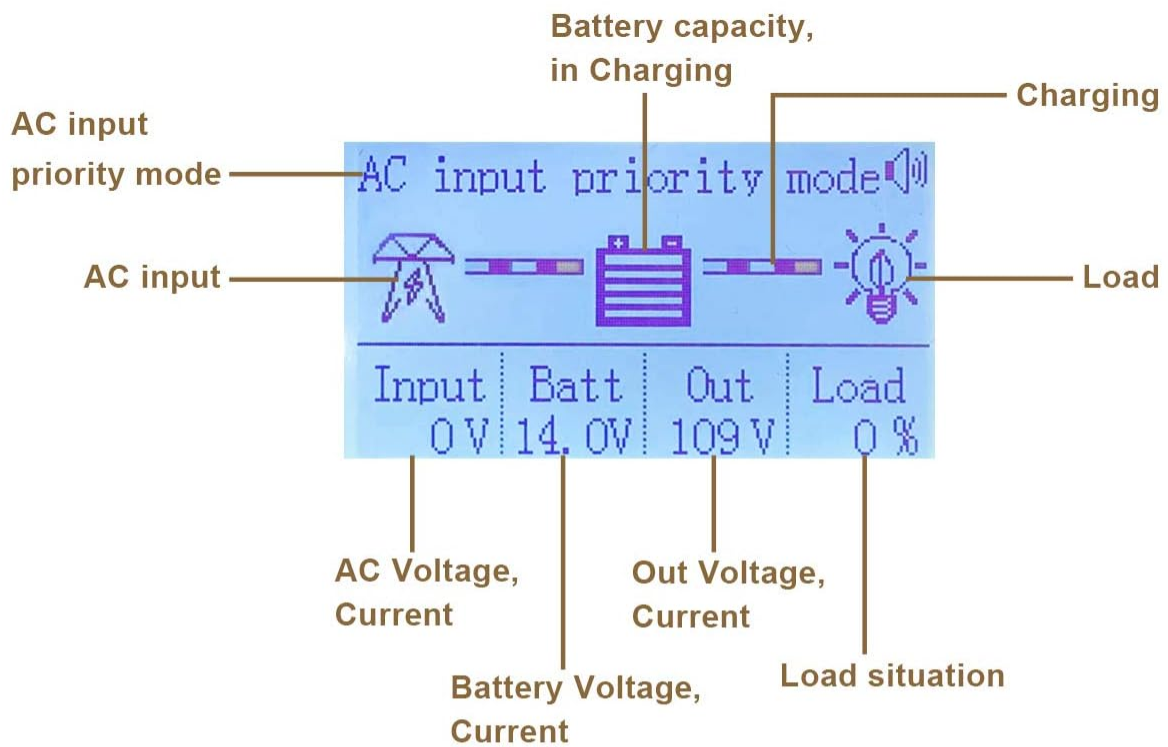 Battery capacity,
in Charging
Charging
AC input
priority mode
AC input priority mode
AC input
Load
+ -
Input Batt Out Load
0 V 14.0V 109 V 0 %
AC Voltage,
Current
Out Voltage,
Current
Battery Voltage,
Current
Load situation